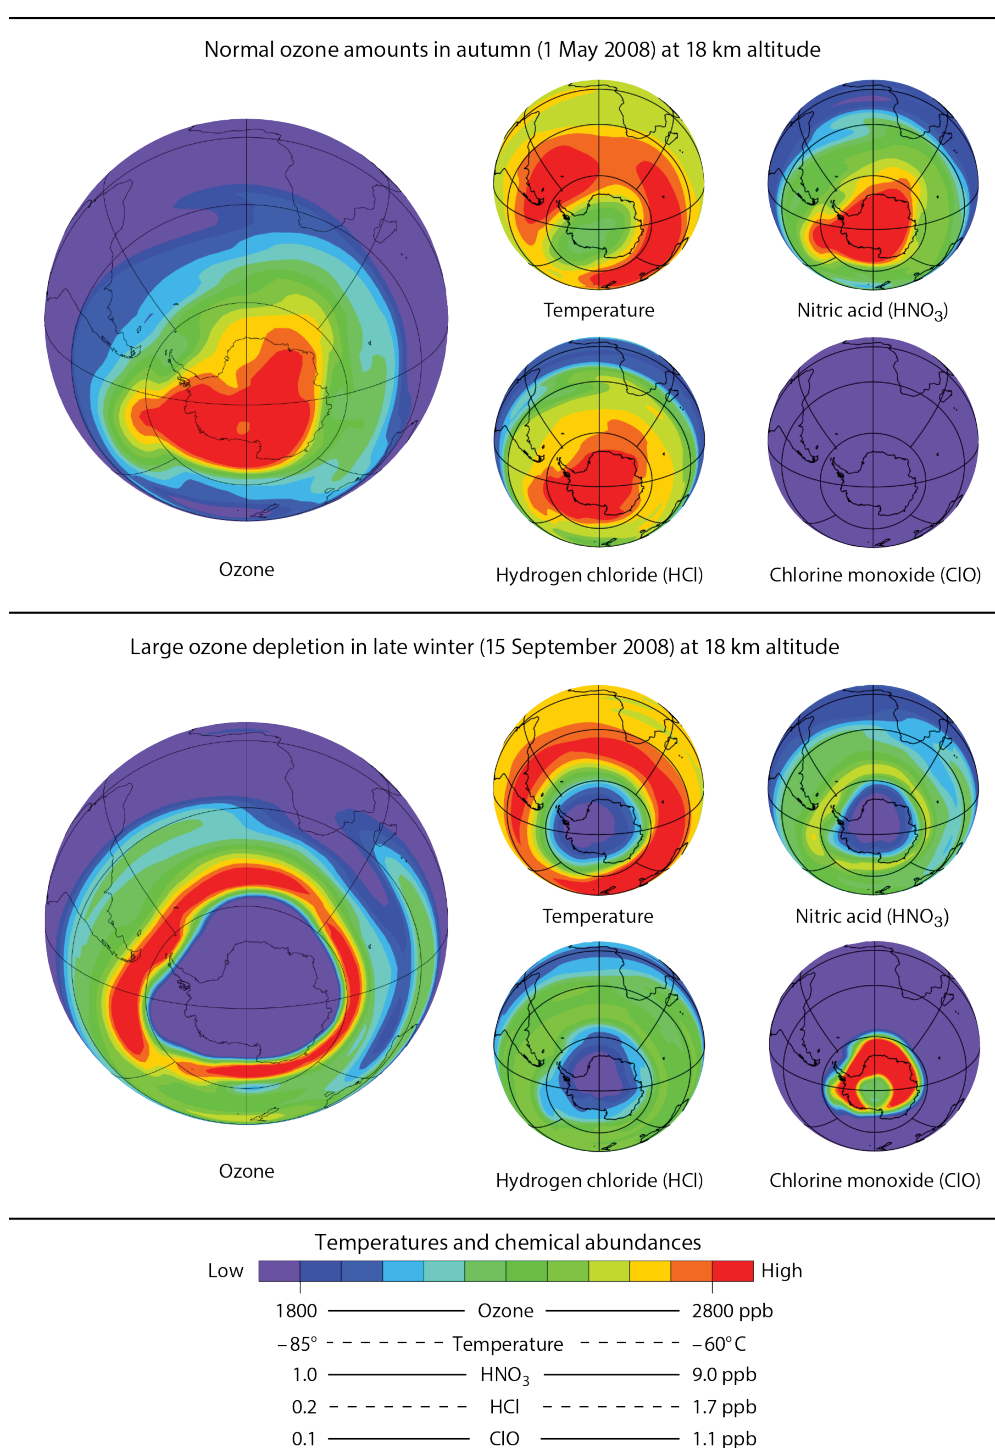 Normal ozone amounts in autumn (1 May 2008) at 18 km altitude
Temperature
Nitric acid (HNO₃)
Ozone
Hydrogen chloride (HCl)
Chlorine monoxide (ClO)
Large ozone depletion in late winter (15 September 2008) at 18 km altitude
Temperature
Nitric acid (HNO₃)
Ozone
Hydrogen chloride (HCl)
Chlorine monoxide (ClO)
Temperatures and chemical abundances
Low High
1800 Ozone 2800 ppb
–85° Temperature –60°C
1.0 HNO₃ 9.0 ppb
0.2 HCl 1.7 ppb
0.1 ClO 1.1 ppb